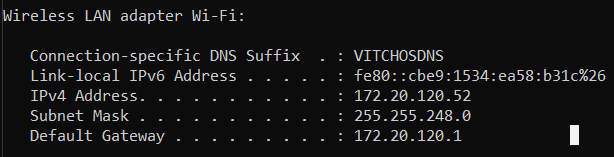 Wireless LAN adapter Wi-Fi:
Connection-specific DNS Suffix  . : VITCHOSDNS
Link-local IPv6 Address . . . . . : fe80::cbe9:1534:ea58:b31c%26
IPv4 Address. . . . . . . . . . . : 172.20.120.52
Subnet Mask . . . . . . . . . . . : 255.255.248.0
Default Gateway . . . . . . . . . : 172.20.120.1